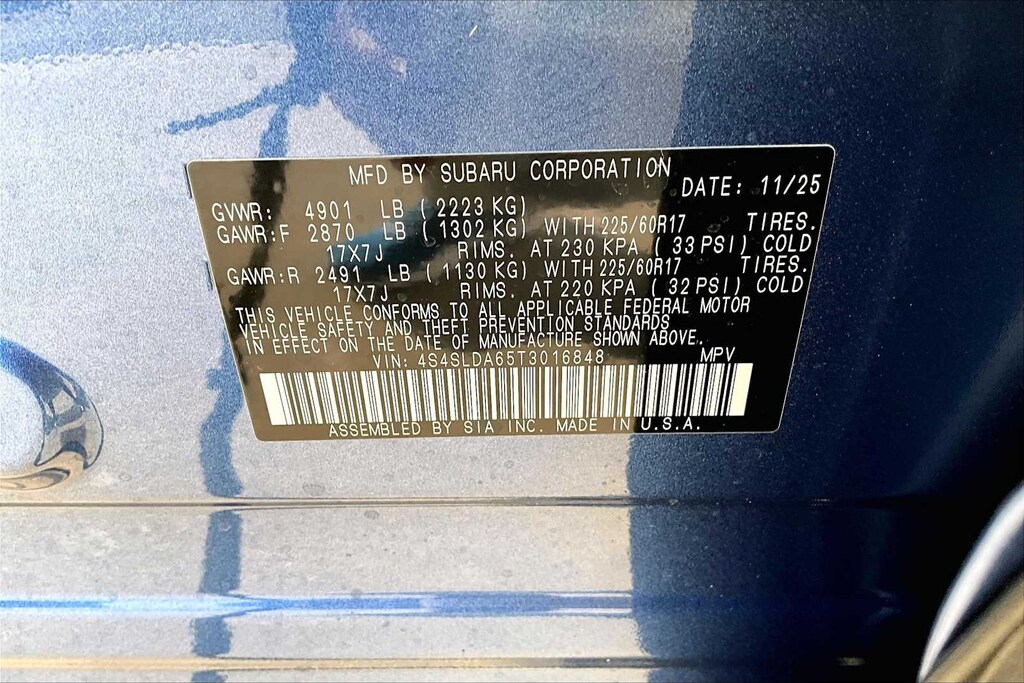 MFD BY SUBARU CORPORATION DATE: 11/25
GVWR: 4901 LB ( 2223 KG)
GAWR:F 2870 LB ( 1302 KG) WITH 225/60R17 TIRES.
17X7J RIMS. AT 230 KPA ( 33 PSI) COLD
GAWR:R 2491 LB ( 1130 KG) WITH 225/60R17 TIRES.
17X7J RIMS. AT 220 KPA ( 32 PSI) COLD
THIS VEHICLE CONFORMS TO ALL APPLICABLE FEDERAL MOTOR
VEHICLE SAFETY AND THEFT PREVENTION STANDARDS
IN EFFECT ON THE DATE OF MANUFACTURE SHOWN ABOVE.
VIN: 4S4SLDA65T3016848 MPV
ASSEMBLED BY SIA INC. MADE IN U.S.A.